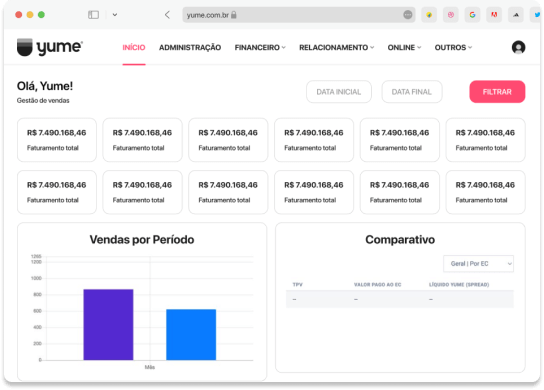 yume.com.br
yume
INÍCIO ADMINISTRAÇÃO FINANCEIRO RELACIONAMENTO ONLINE OUTROS
Olá, Yume!
Gestão de vendas
DATA INICIAL DATA FINAL FILTRAR
R$ 7.490.168,46 R$ 7.490.168,46 R$ 7.490.168,46 R$ 7.490.168,46 R$ 7.490.168,46 R$ 7.490.168,46
Faturamento total Faturamento total Faturamento total Faturamento total Faturamento total Faturamento total
R$ 7.490.168,46 R$ 7.490.168,46 R$ 7.490.168,46 R$ 7.490.168,46 R$ 7.490.168,46 R$ 7.490.168,46
Faturamento total Faturamento total Faturamento total Faturamento total Faturamento total Faturamento total
Vendas por Período
1265
1200
1000
800
600
400
200
0
Mês
Comparativo
Geral | Por EC
TPV VALOR PAGO AO EC LÍQUIDO YUME (SPREAD)
– – –